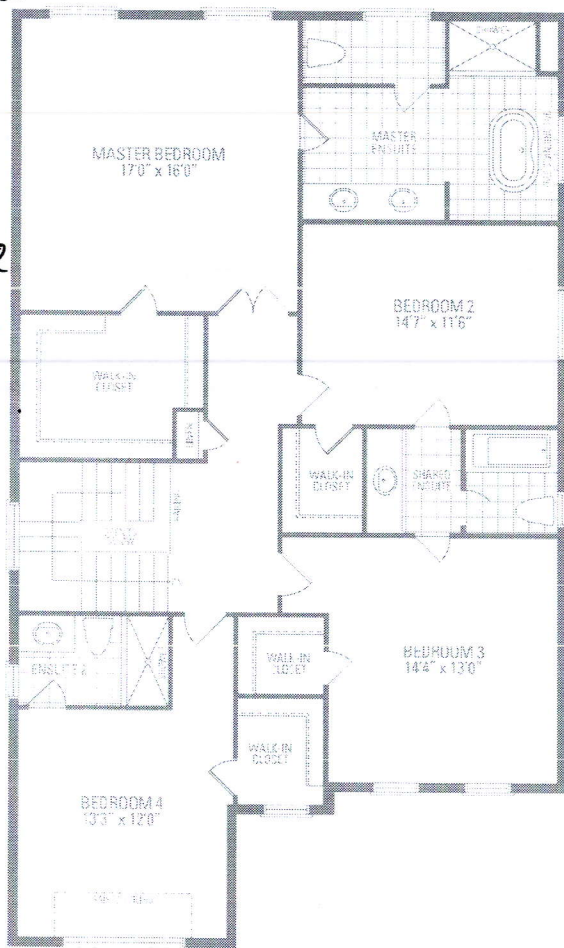 SHOWER
MASTER
ENSUITE
MASTER BEDROOM
17'0" x 16'0"
BEDROOM 2
14'7" x 11'6"
WALK-IN
CLOSET
LINEN
WALK-IN
CLOSET
SHARED
ENSUITE
ENSUITE 2
WALK-IN
CLOSET
BEDROOM 3
14'4" x 13'0"
WALK IN
CLOSET
BEDROOM 4
13'3" x 12'0"